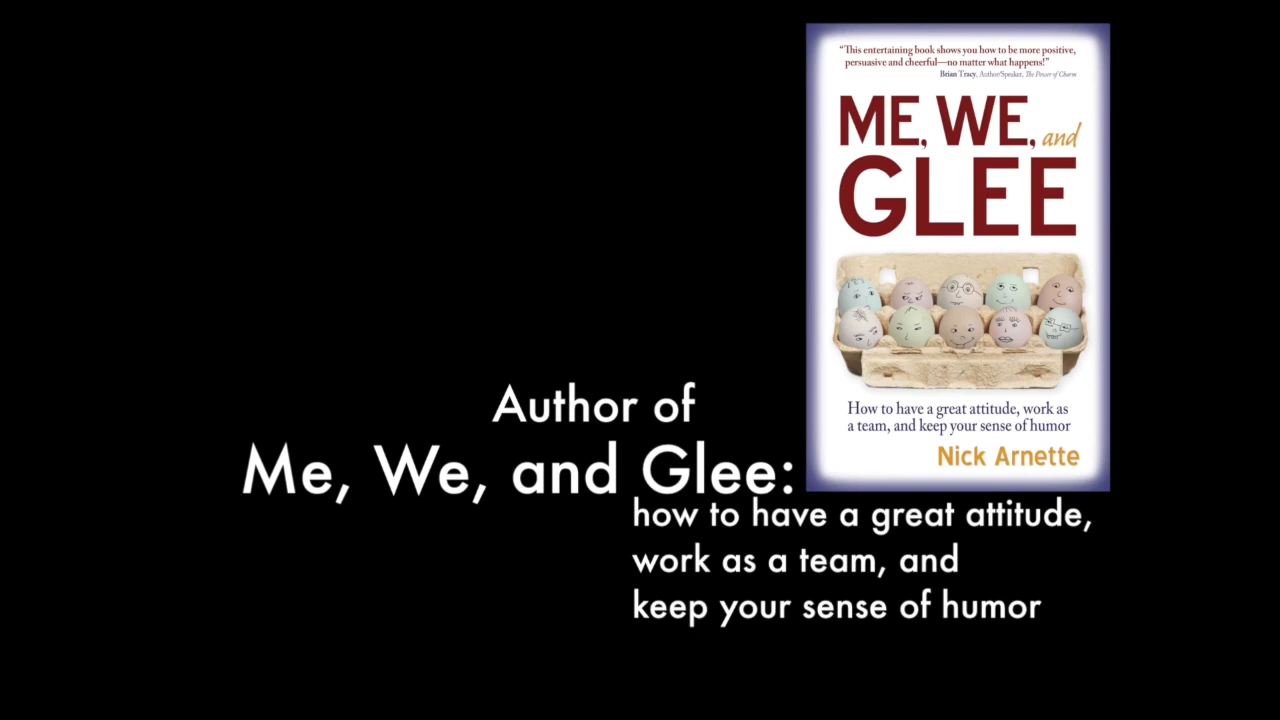 “This entertaining book shows you how to be more positive,
persuasive and cheerful—no matter what happens!”
Brian Tracy, Author/Speaker, The Power of Charm
ME, WE, and
GLEE
How to have a great attitude, work as
a team, and keep your sense of humor
Nick Arnette
Author of
Me, We, and Glee:
how to have a great attitude,
work as a team, and
keep your sense of humor